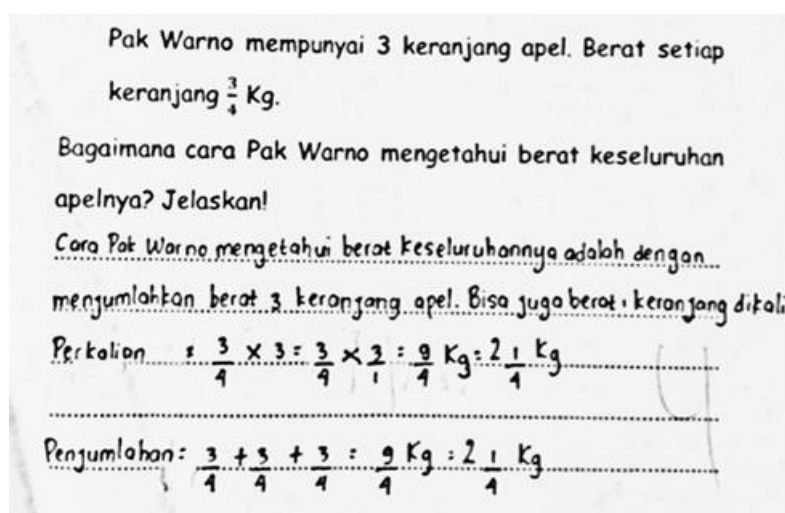 Pak Warno mempunyai 3 keranjang apel. Berat setiap
keranjang 3/4 Kg.
Bagaimana cara Pak Warno mengetahui berat keseluruhan
apelnya? Jelaskan!
Cara Pak Warno mengetahui berat keseluruhannya adalah dengan
menjumlahkan berat 3 keranjang apel. Bisa juga berat 1 keranjang dikali
Perkalian : 3/4 × 3 = 3/4 × 3/1 = 9/4 Kg = 2 1/4 Kg
Penjumlahan : 3/4 + 3/4 + 3/4 = 9/4 Kg = 2 1/4 Kg